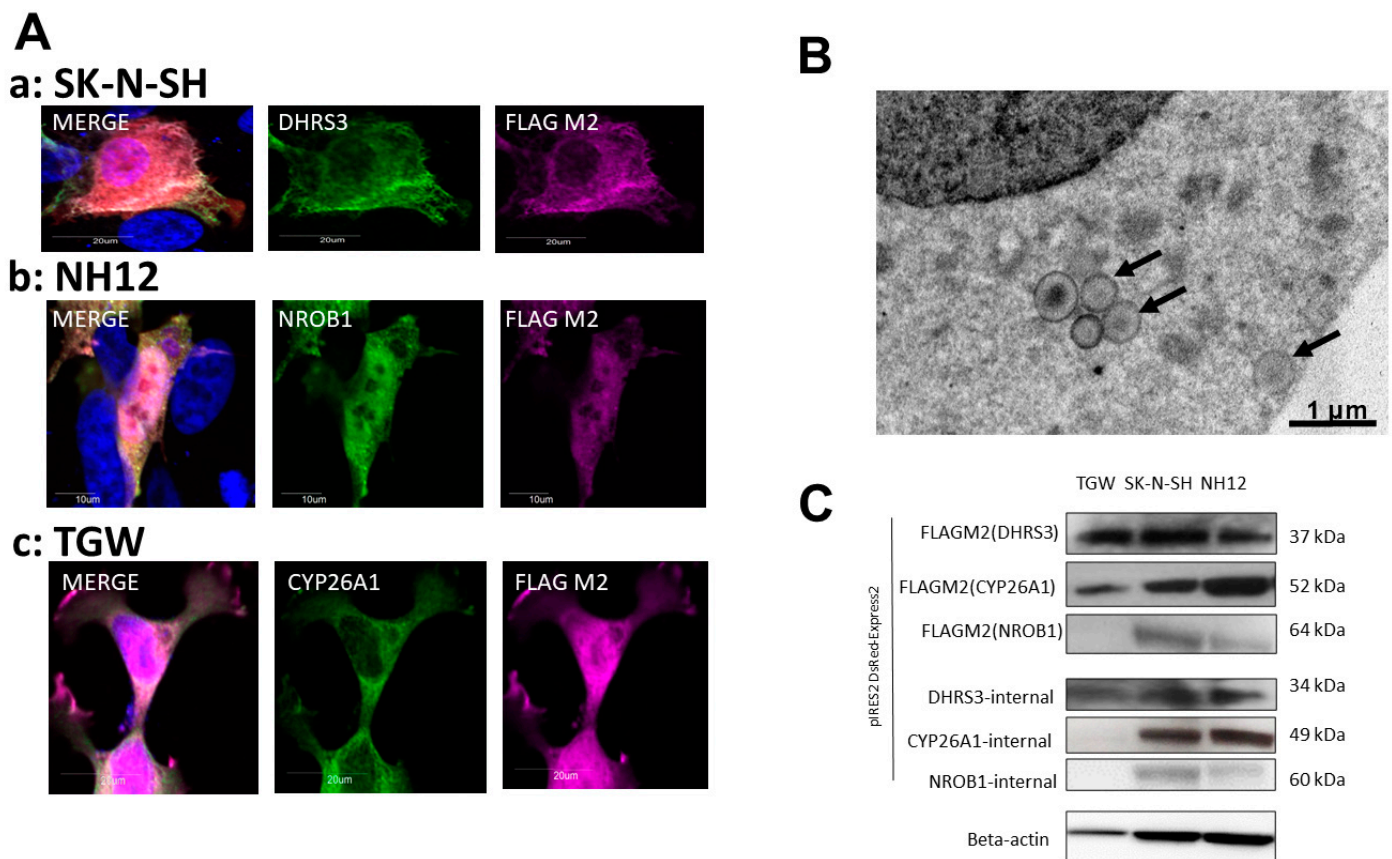 A
a: SK-N-SH
MERGE
DHRS3
FLAG M2
20um
20um
20um
b: NH12
MERGE
NROB1
FLAG M2
10um
10um
10um
c: TGW
MERGE
CYP26A1
FLAG M2
20um
20um
20um
B
1 µm
C
TGW SK-N-SH NH12
pIRES2 DsRed-Express2
FLAGM2(DHRS3)
37 kDa
FLAGM2(CYP26A1)
52 kDa
FLAGM2(NROB1)
64 kDa
DHRS3-internal
34 kDa
CYP26A1-internal
49 kDa
NROB1-internal
60 kDa
Beta-actin